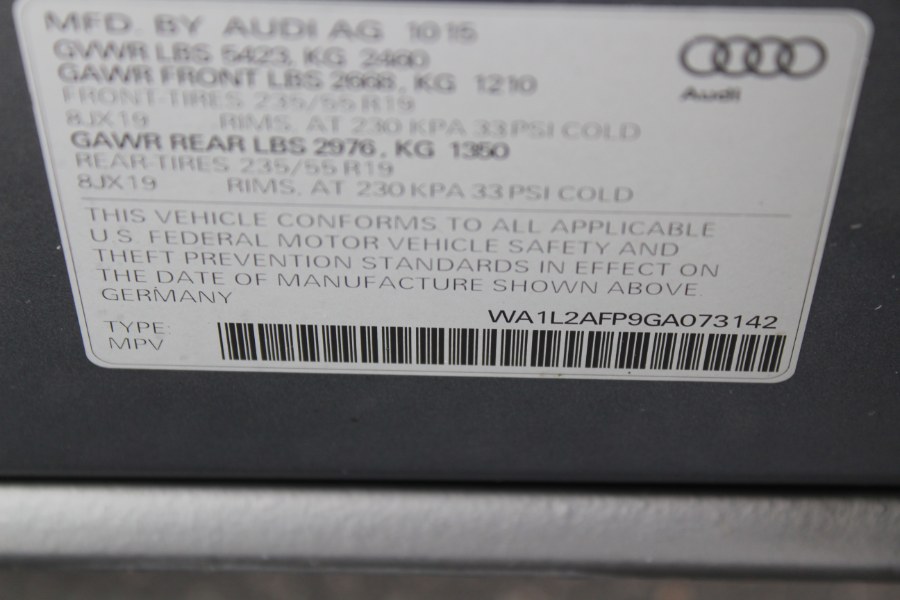 MFD. BY AUDI AG 10 15
GVWR LBS 5423, KG 2460
GAWR FRONT LBS 2668, KG 1210
FRONT-TIRES 235/55 R19
8JX19 RIMS, AT 230 KPA 33 PSI COLD
GAWR REAR LBS 2976, KG 1350
REAR-TIRES 235/55 R19
8JX19 RIMS, AT 230 KPA 33 PSI COLD
Audi
THIS VEHICLE CONFORMS TO ALL APPLICABLE
U.S. FEDERAL MOTOR VEHICLE SAFETY AND
THEFT PREVENTION STANDARDS IN EFFECT ON
THE DATE OF MANUFACTURE SHOWN ABOVE.
GERMANY
WA1L2AFP9GA073142
TYPE:
MPV